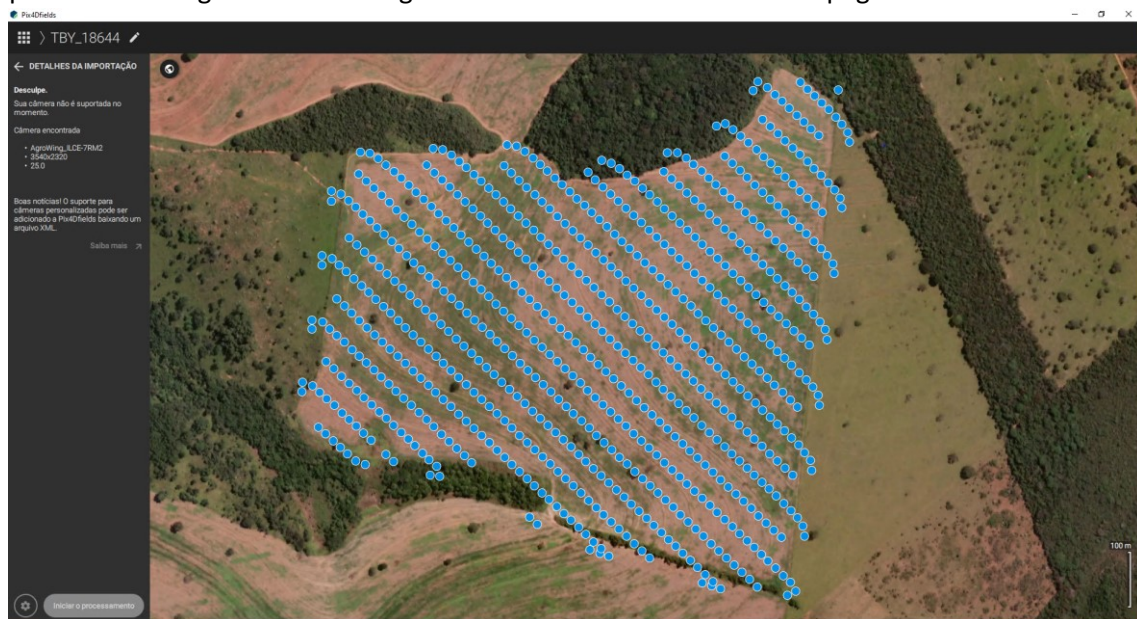 Pix4Dfields
TBY_18644
DETALHES DA IMPORTAÇÃO
Desculpe.
Sua câmera não é suportada no
momento.
Câmera encontrada
• AgroWing_ILCE-7RM2
• 3540x2320
• 25.0
Boas notícias! O suporte para
câmeras personalizadas pode ser
adicionado a Pix4Dfields baixando um
arquivo XML.
Saiba mais
100 m
Iniciar o processamento